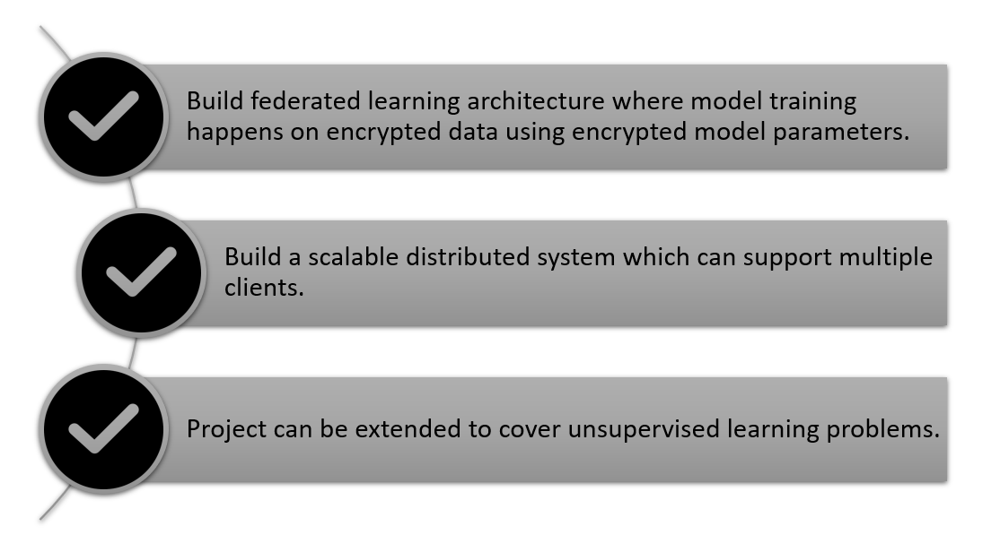 Build federated learning architecture where model training
happens on encrypted data using encrypted model parameters.
Build a scalable distributed system which can support multiple
clients.
Project can be extended to cover unsupervised learning problems.